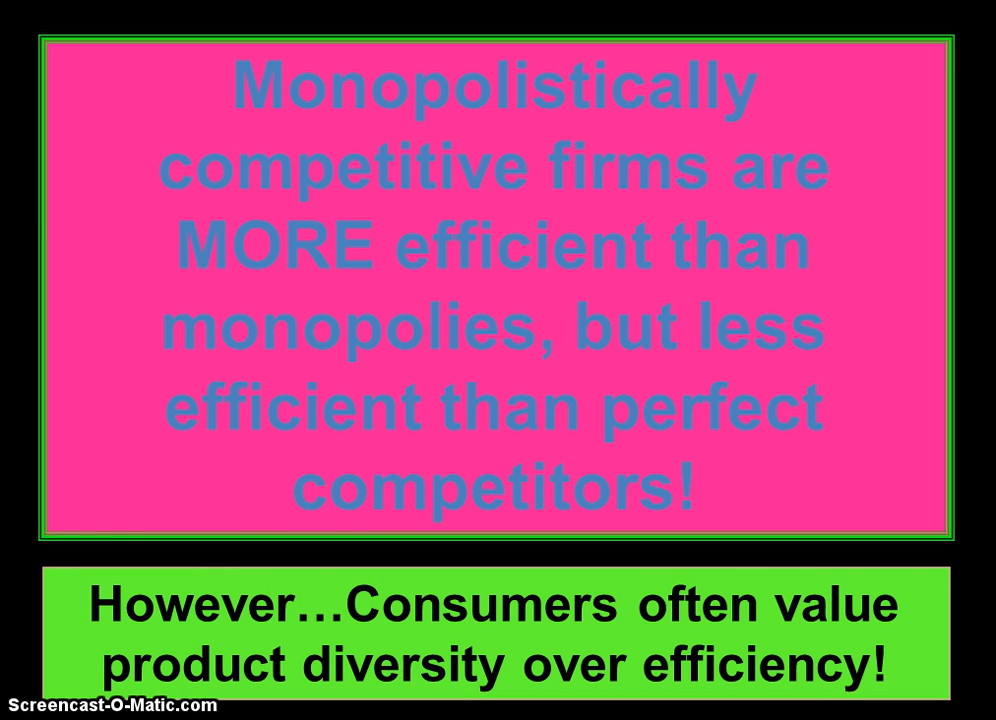 Monopolistically
competitive firms are
MORE efficient than
monopolies, but less
efficient than perfect
competitors!
However…Consumers often value
product diversity over efficiency!
Screencast-O-Matic.com